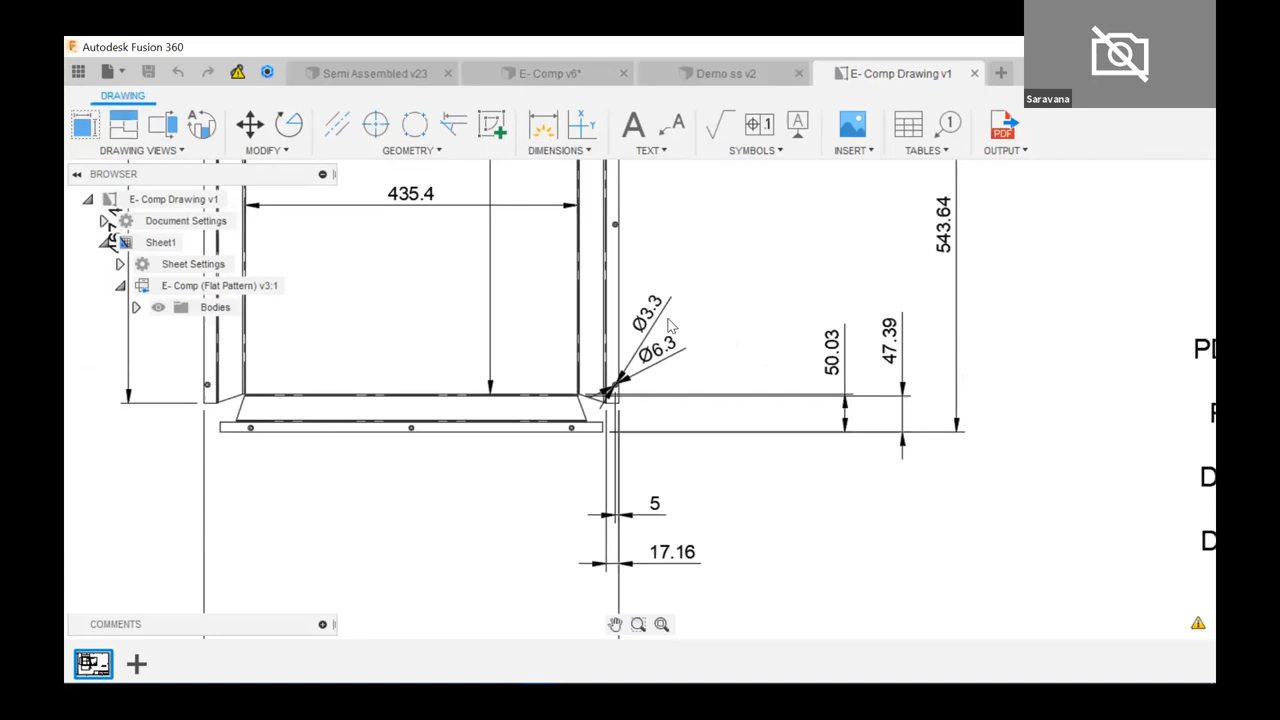 Autodesk Fusion 360
Semi Assembled v23
E- Comp v6*
Demo ss v2
E- Comp Drawing v1
Saravana
DRAWING
DRAWING VIEWS
MODIFY
GEOMETRY
DIMENSIONS
TEXT
SYMBOLS
INSERT
TABLES
OUTPUT
BROWSER
E- Comp Drawing v1
Document Settings
Sheet1
Sheet Settings
E- Comp (Flat Pattern) v3:1
Bodies
435.4
543.64
Ø3.3
Ø6.3
50.03
47.39
5
17.16
COMMENTS